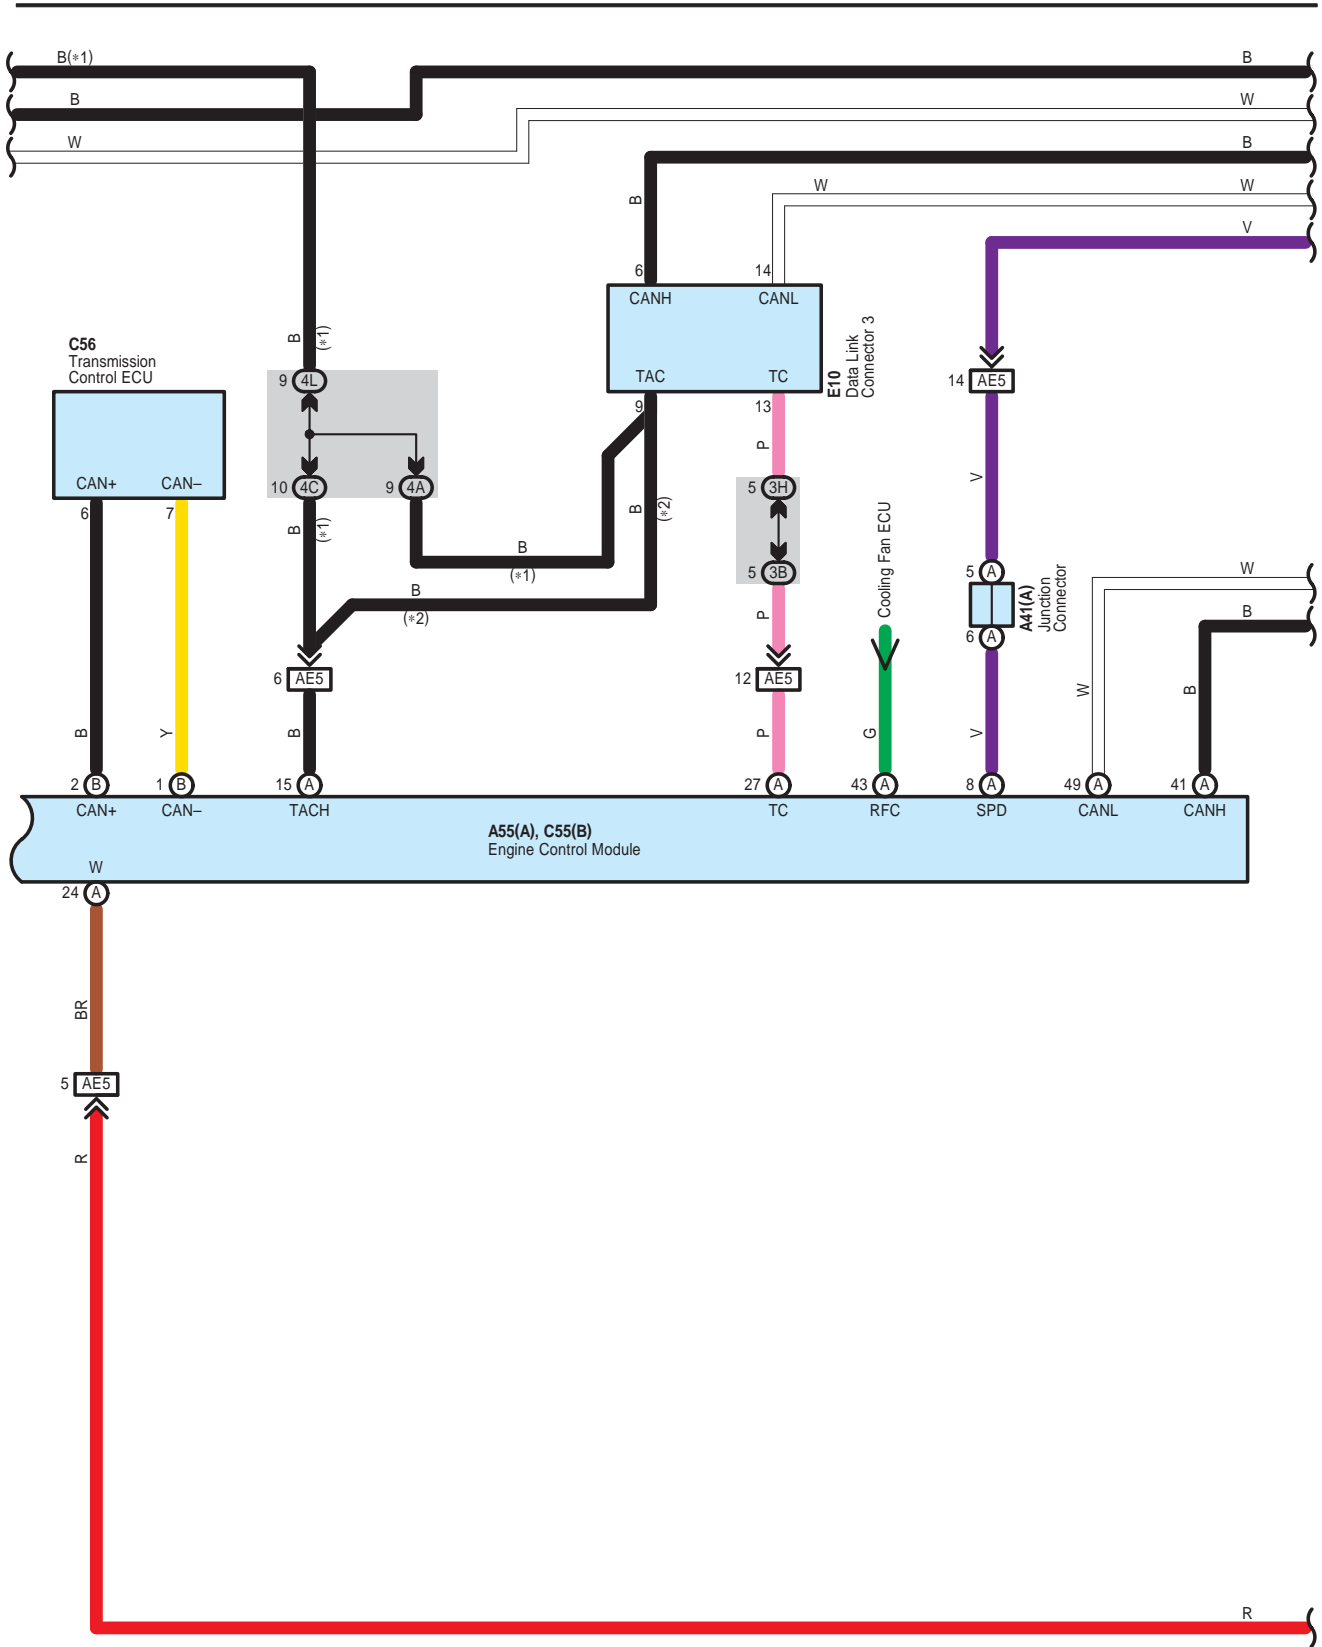 B(*1)
B
B
W
W
B
W
W
V
B
6
14
CANH
CANL
TAC
TC
E10
Data Link
Connector 3
9
13
B
(*1)
C56
Transmission
Control ECU
CAN+
CAN–
6
7
9 4L
10 4C
9 4A
B
(*1)
B
(*1)
B
(*2)
B
(*2)
P
5 3H
5 3B
P
Cooling Fan ECU
14 AE5
V
5 A
A41(A)
Junction
Connector
6 A
W
B
6 AE5
12 AE5
B
Y
B
P
G
V
W
B
2 B
1 B
15 A
27 A
43 A
8 A
49 A
41 A
CAN+
CAN–
TACH
TC
RFC
SPD
CANL
CANH
A55(A), C55(B)
Engine Control Module
W
24 A
BR
5 AE5
R
R